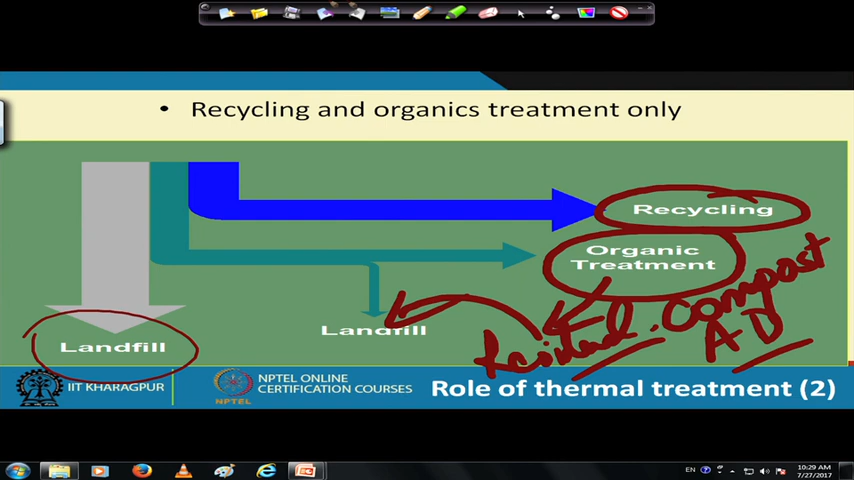 • Recycling and organics treatment only
Recycling
Organic
Treatment
Landfill
Residual. Compost
AD
Landfill
IIT KHARAGPUR
NPTEL
NPTEL ONLINE
CERTIFICATION COURSES
Role of thermal treatment (2)
EN
10:29 AM
7/27/2017